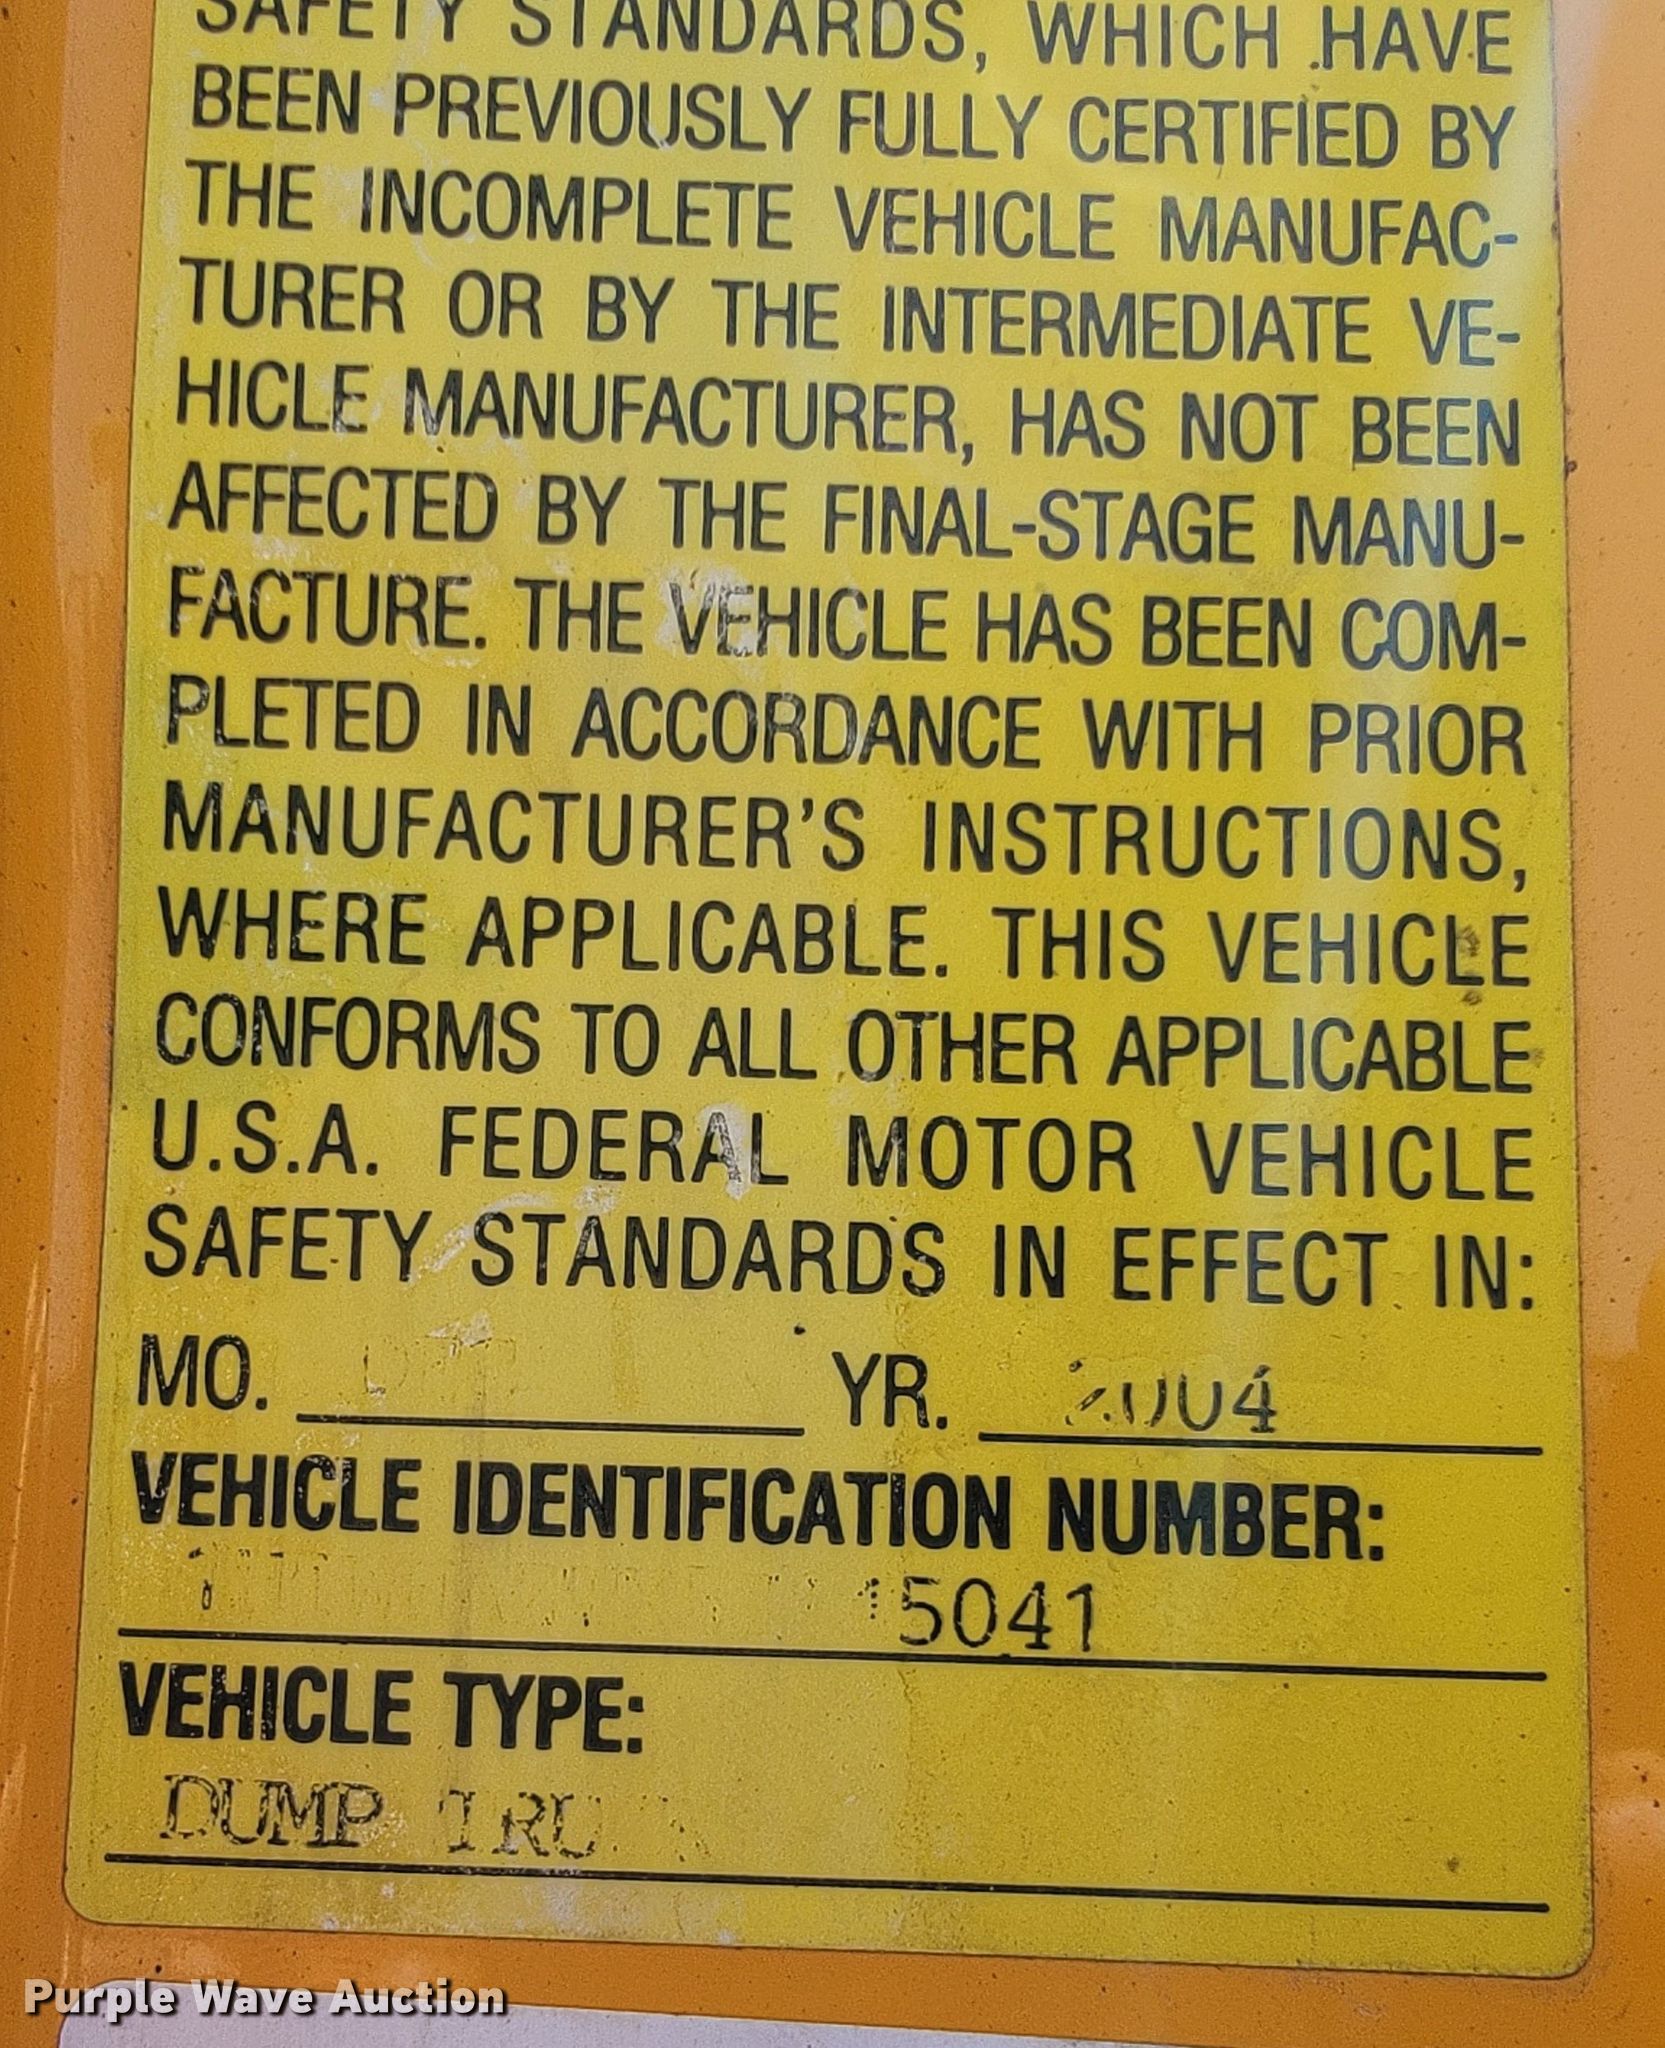 SAFETY STANDARDS, WHICH HAVE
BEEN PREVIOUSLY FULLY CERTIFIED BY
THE INCOMPLETE VEHICLE MANUFAC-
TURER OR BY THE INTERMEDIATE VE-
HICLE MANUFACTURER, HAS NOT BEEN
AFFECTED BY THE FINAL-STAGE MANU-
FACTURE. THE VEHICLE HAS BEEN COM-
PLETED IN ACCORDANCE WITH PRIOR
MANUFACTURER'S INSTRUCTIONS,
WHERE APPLICABLE. THIS VEHICLE
CONFORMS TO ALL OTHER APPLICABLE
U.S.A. FEDERAL MOTOR VEHICLE
SAFETY STANDARDS IN EFFECT IN:
MO. YR. 2004
VEHICLE IDENTIFICATION NUMBER:
5041
VEHICLE TYPE:
DUMP TRU
Purple Wave Auction